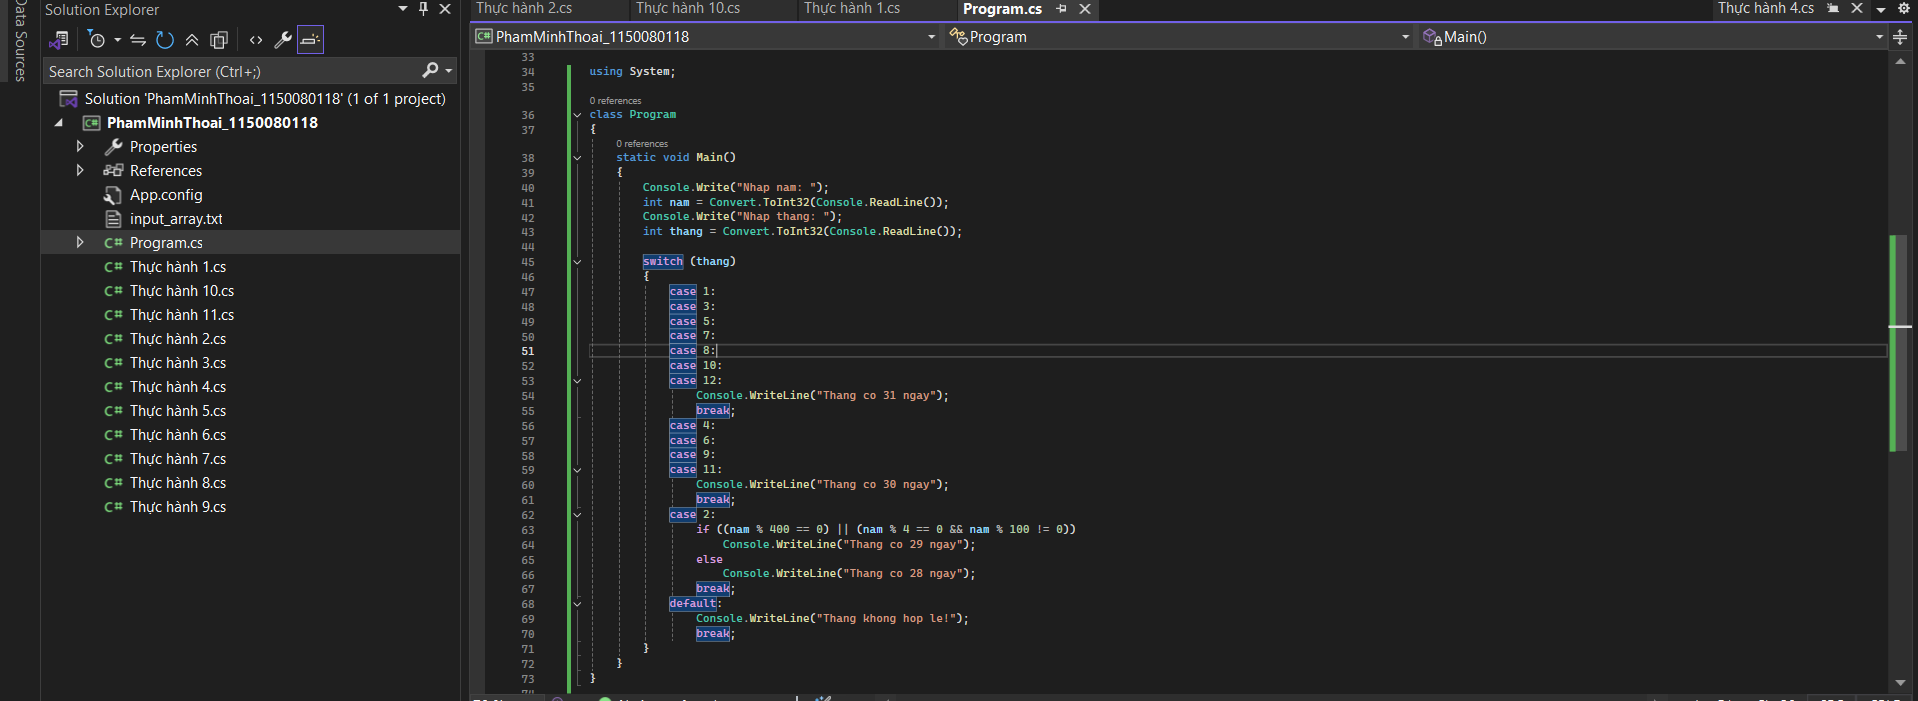 Data Sources
Solution Explorer
Search Solution Explorer (Ctrl+;)
Solution 'PhamMinhThoai_1150080118' (1 of 1 project)
PhamMinhThoai_1150080118
Properties
References
App.config
input_array.txt
C# Program.cs
C# Thực hành 1.cs
C# Thực hành 10.cs
C# Thực hành 11.cs
C# Thực hành 2.cs
C# Thực hành 3.cs
C# Thực hành 4.cs
C# Thực hành 5.cs
C# Thực hành 6.cs
C# Thực hành 7.cs
C# Thực hành 8.cs
C# Thực hành 9.cs
Thực hành 2.cs Thực hành 10.cs Thực hành 1.cs Program.cs Thực hành 4.cs
C# PhamMinhThoai_1150080118 Program Main()
33
34 using System;
35
0 references
36 class Program
37 {
0 references
38 static void Main()
39 {
40 Console.Write("Nhap nam: ");
41 int nam = Convert.ToInt32(Console.ReadLine());
42 Console.Write("Nhap thang: ");
43 int thang = Convert.ToInt32(Console.ReadLine());
44
45 switch (thang)
46 {
47 case 1:
48 case 3:
49 case 5:
50 case 7:
51 case 8:
52 case 10:
53 case 12:
54 Console.WriteLine("Thang co 31 ngay");
55 break;
56 case 4:
57 case 6:
58 case 9:
59 case 11:
60 Console.WriteLine("Thang co 30 ngay");
61 break;
62 case 2:
63 if ((nam % 400 == 0) || (nam % 4 == 0 && nam % 100 != 0))
64 Console.WriteLine("Thang co 29 ngay");
65 else
66 Console.WriteLine("Thang co 28 ngay");
67 break;
68 default:
69 Console.WriteLine("Thang khong hop le!");
70 break;
71 }
72 }
73 }